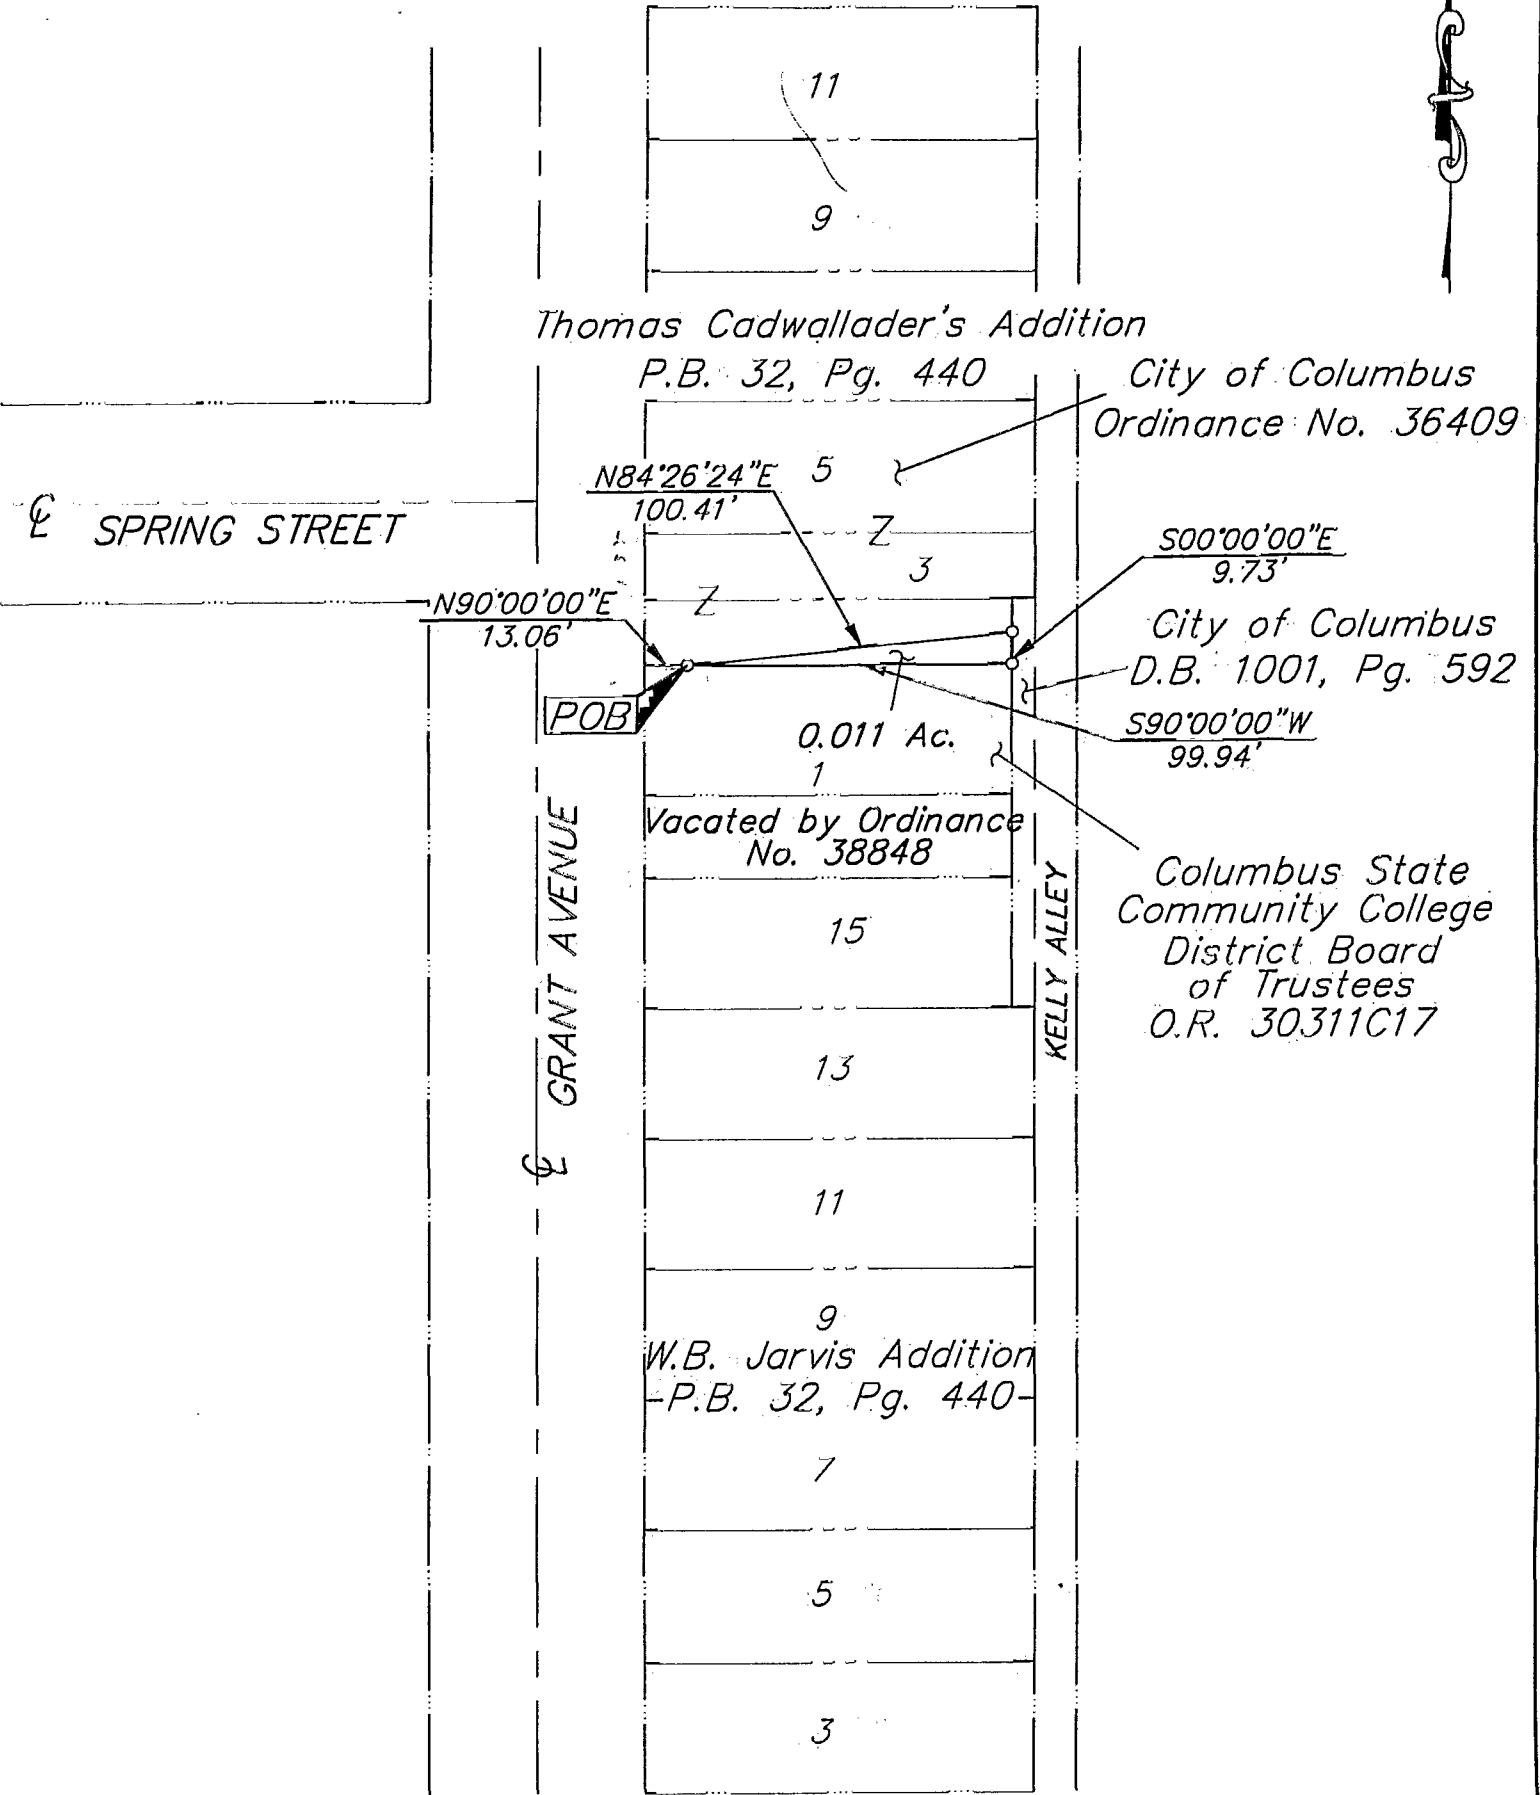 11
9
Thomas Cadwallader's Addition
P.B. 32, Pg. 440
City of Columbus
Ordinance No. 36409
N84°26'24"E
100.41'
5
℄ SPRING STREET
Z
3
S00°00'00"E
9.73'
Z
N90°00'00"E
13.06'
City of Columbus
D.B. 1001, Pg. 592
POB
S90°00'00"W
99.94'
0.011 Ac.
1
Vacated by Ordinance
No. 38848
℄ GRANT AVENUE
KELLY ALLEY
Columbus State
Community College
District Board
of Trustees
O.R. 30311C17
15
13
11
9
W.B. Jarvis Addition
P.B. 32, Pg. 440
7
5
3